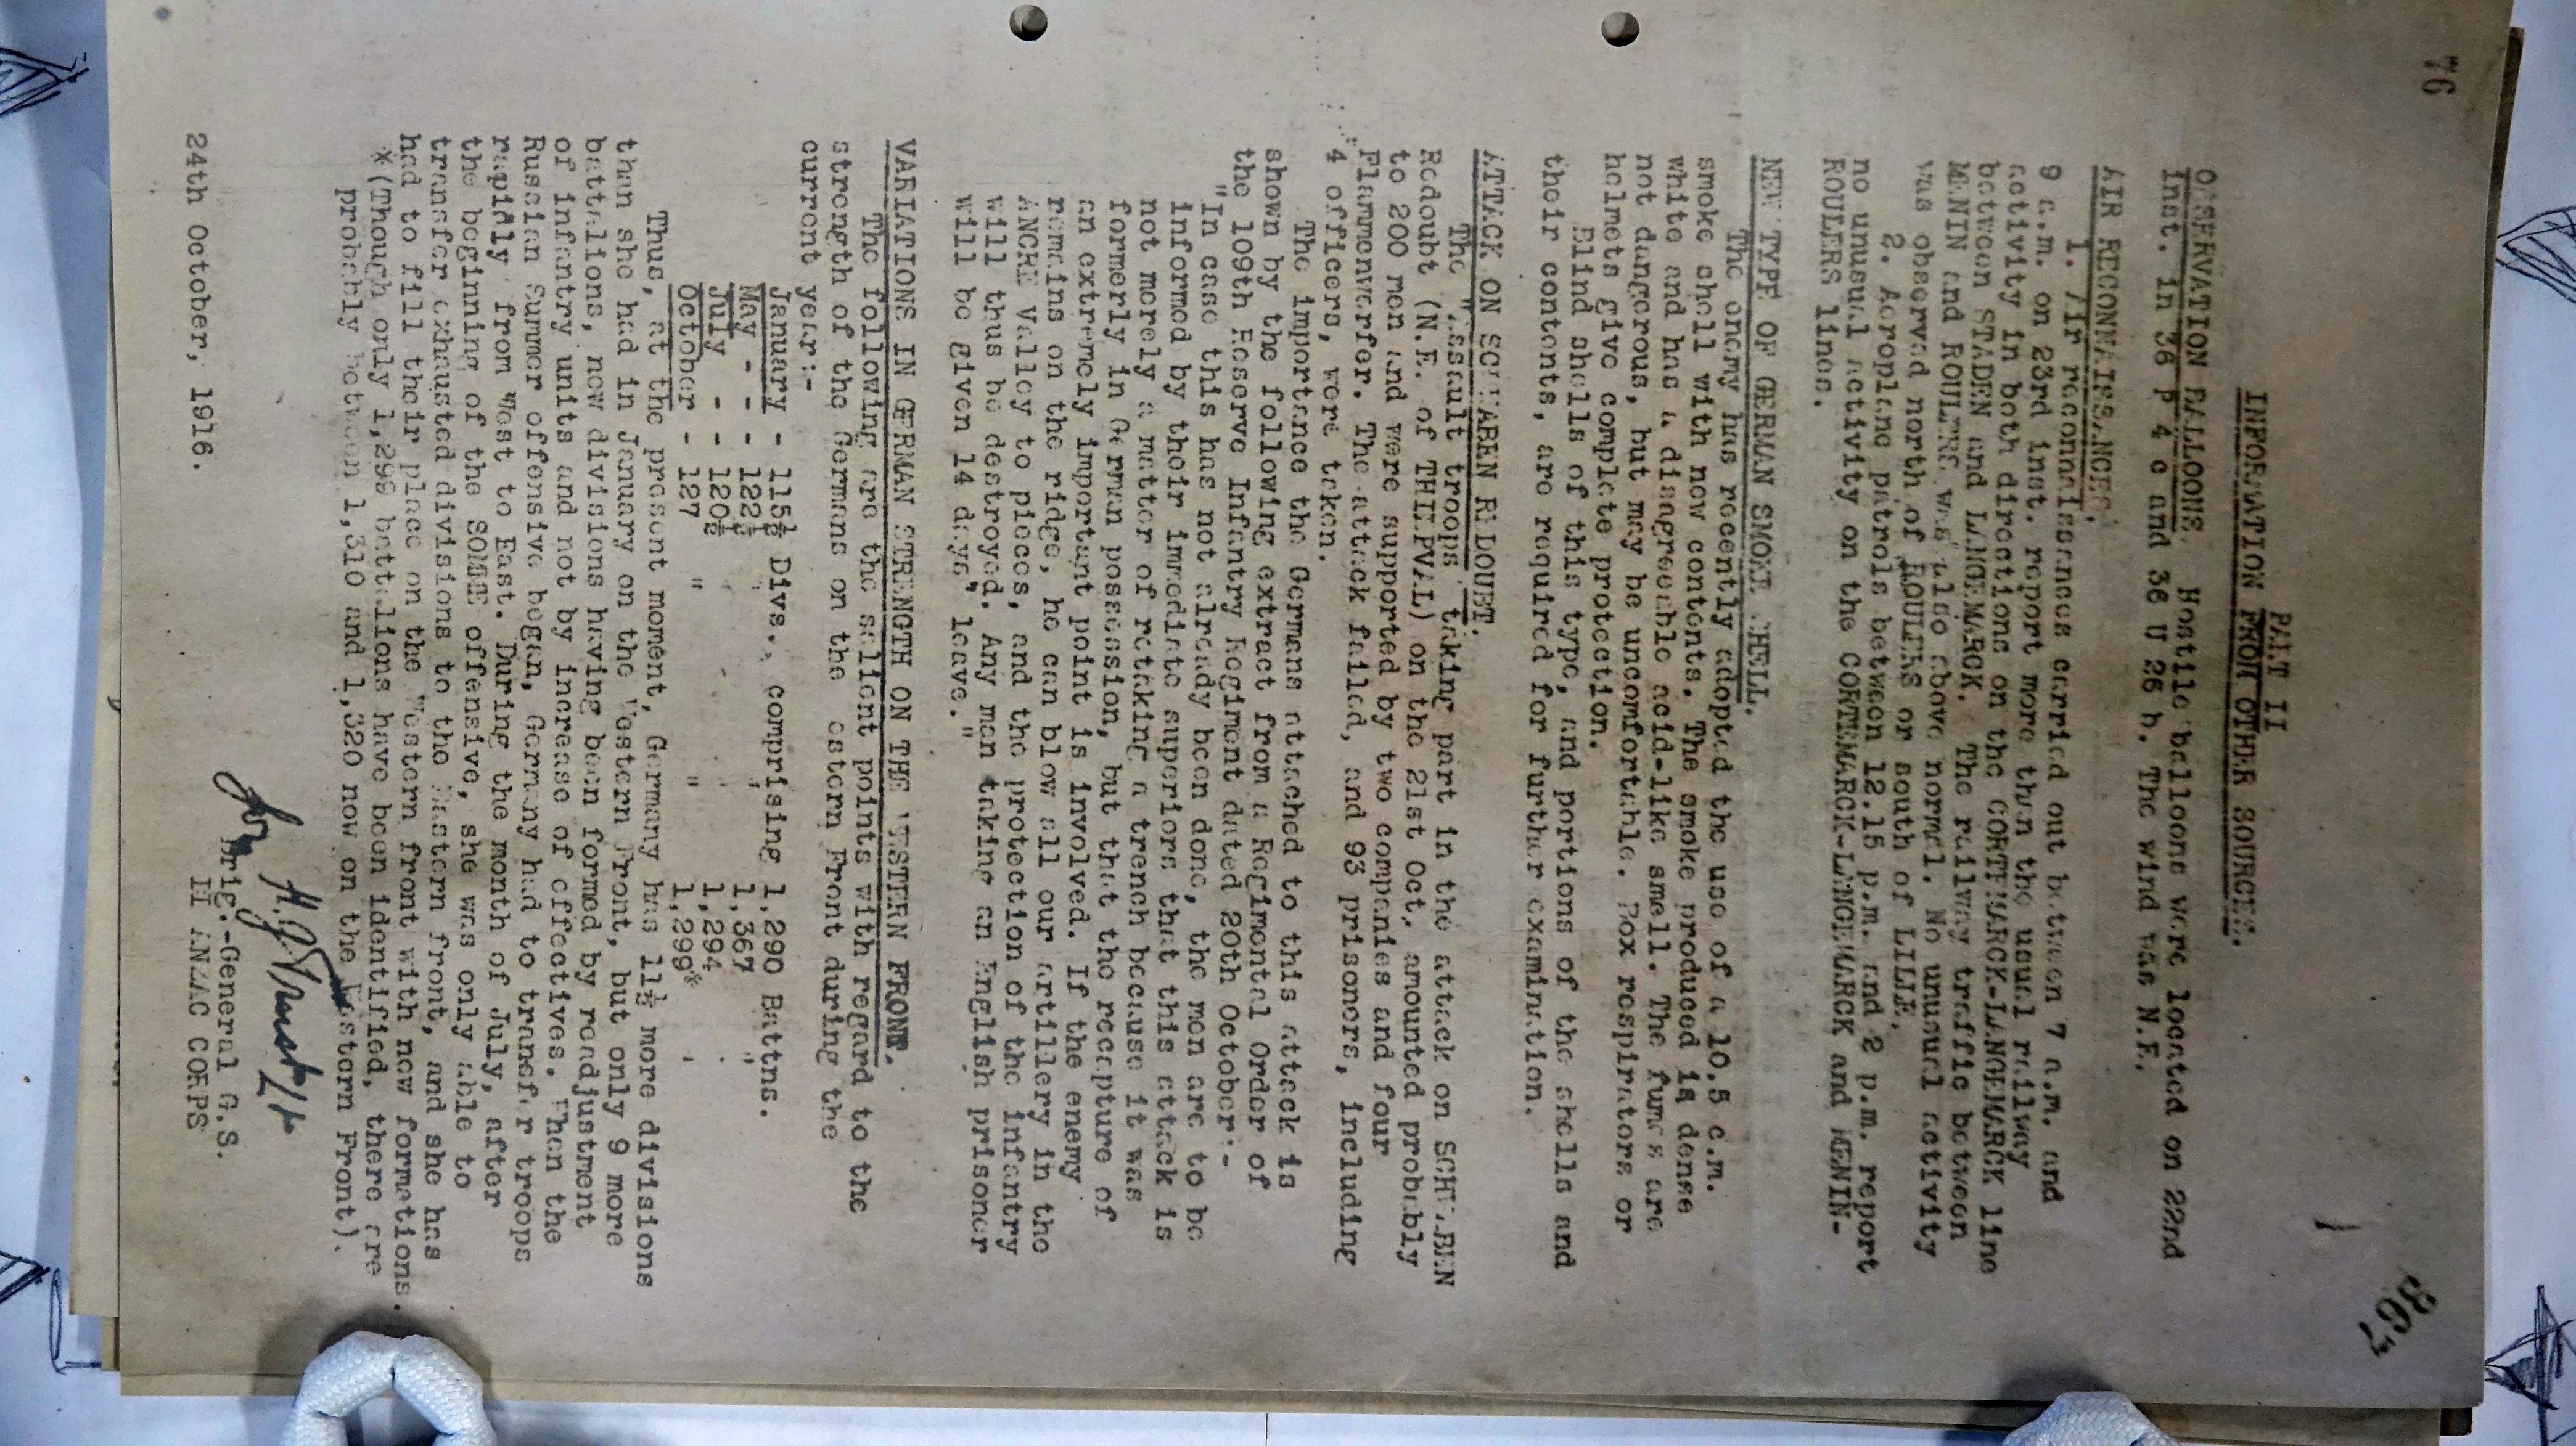 76
367
PART II
INFORMATION FROM OTHER SOURCES.
OBSERVATION BALLOONS. Hostile balloons were located on 22nd
inst. in 36 P 4 c and 36 U 26 h. The wind was N.E.
AIR RECONNAISSANCES.
1. Air reconnaissances carried out between 7 a.m. and
9 a.m. on 23rd inst. report more than the usual railway
activity in both directions on the CORTEMARCK-LANGEMARCK line
between STADEN and LANGEMARCK. The railway traffic between
MENIN and ROULERS was also above normal. No unusual activity
was observed north of ROULERS or south of LILLE.
2. Aeroplane patrols between 12.15 p.m. and 2 p.m. report
no unusual activity on the CORTEMARCK-LANGEMARCK and MENIN-
ROULERS lines.
NEW TYPE OF GERMAN SMOKE SHELL.
The enemy has recently adopted the use of a 10.5 c.m.
smoke shell with new contents. The smoke produced is dense
white and has a disagreeable acid-like smell. The fumes are
not dangerous, but may be uncomfortable. Box respirators or
helmets give complete protection.
Blind shells of this type, and portions of the shells and
their contents, are required for further examination.
ATTACK ON SCHWABEN REDOUBT.
The "assault troops" taking part in the attack on SCHWABEN
Redoubt (N.E. of THIEPVAL) on the 21st Oct. amounted probably
to 200 men and were supported by two companies and four
Flammenwerfer. The attack failed, and 93 prisoners, including
4 officers, were taken.
The importance the Germans attached to this attack is
shown by the following extract from a Regimental Order of
the 109th Reserve Infantry Regiment dated 20th October:-
"In case this has not already been done, the men are to be
informed by their immediate superiors that this attack is
not merely a matter of retaking a trench because it was
formerly in German possession, but that the recapture of
an extremely important point is involved. If the enemy
remains on the ridge, he can blow all our artillery in the
ANCRE Valley to pieces, and the protection of the infantry
will thus be destroyed. Any man taking an English prisoner
will be given 14 days" leave."
VARIATIONS IN GERMAN STRENGTH ON THE WESTERN FRONT.
The following are the salient points with regard to the
strength of the Germans on the Western Front during the
current year:-
January - 115½ Divs., comprising 1,290 Battns.
May - - - 122½ " " 1,367 "
July - - 120½ " " 1,294 "
October - 127 " " 1,299* "
Thus, at the present moment, Germany has 11½ more divisions
than she had in January on the Western Front, but only 9 more
battalions, new divisions having been formed by readjustment
of infantry units and not by increase of effectives. When the
Russian summer offensive began, Germany had to transfer troops
rapidly from West to East. During the month of July, after
the beginning of the SOMME offensive, she was only able to
transfer exhausted divisions to the Eastern front, and she has
had to fill their place on the Western front with new formations.
*(Though only 1,299 battalions have been identified, there are
probably between 1,310 and 1,320 now on the Western Front).
for
Brig.-General G.S.
24th October, 1916. II ANZAC CORPS